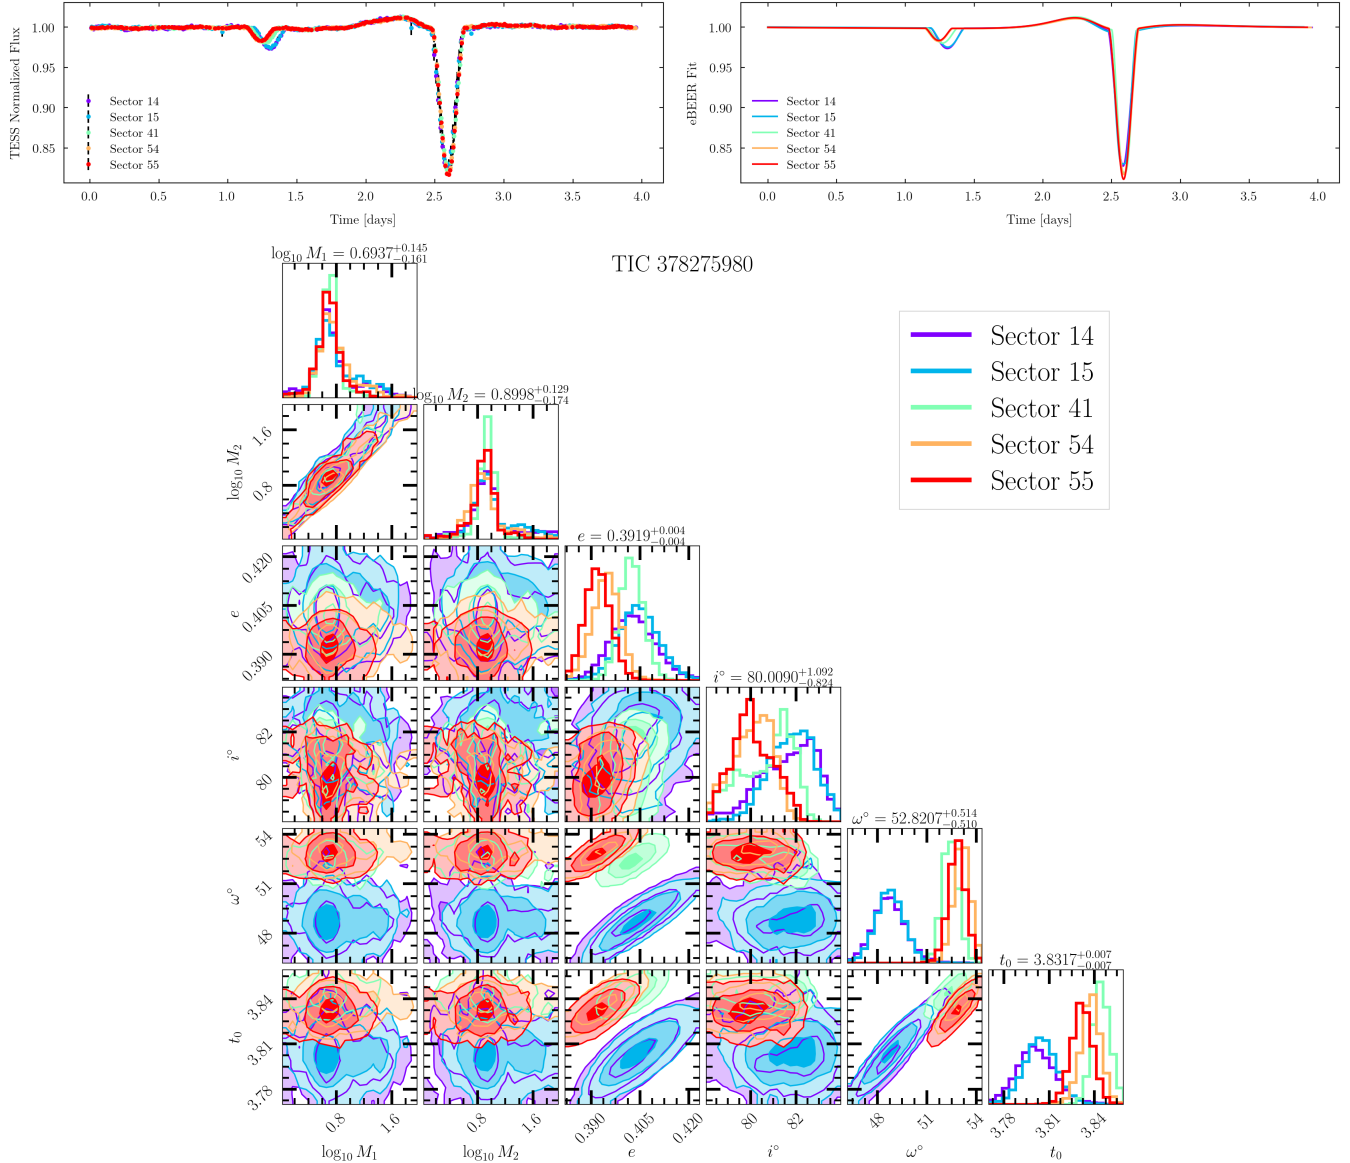 1.00
0.95
0.90
0.85
TESS Normalized Flux
Sector 14
Sector 15
Sector 41
Sector 54
Sector 55
0.0 0.5 1.0 1.5 2.0 2.5 3.0 3.5 4.0
Time [days]
1.00
0.95
0.90
0.85
eBEER Fit
Sector 14
Sector 15
Sector 41
Sector 54
Sector 55
0.0 0.5 1.0 1.5 2.0 2.5 3.0 3.5 4.0
Time [days]
TIC 378275980
Sector 14
Sector 15
Sector 41
Sector 54
Sector 55
log₁₀ M₁ = 0.6937+0.145−0.161
log₁₀ M₂ = 0.8998+0.129−0.174
1.6
0.8
log₁₀ M₂
e = 0.3919+0.004−0.004
0.420
0.405
0.390
e
i° = 80.0090+1.092−0.824
82
80
i°
ω° = 52.8207+0.514−0.510
54
51
48
ω°
t₀ = 3.8317+0.007−0.007
3.84
3.81
3.78
t₀
0.8 1.6
log₁₀ M₁
0.8 1.6
log₁₀ M₂
0.390 0.405 0.420
e
80 82
i°
48 51 54
ω°
3.78 3.81 3.84
t₀